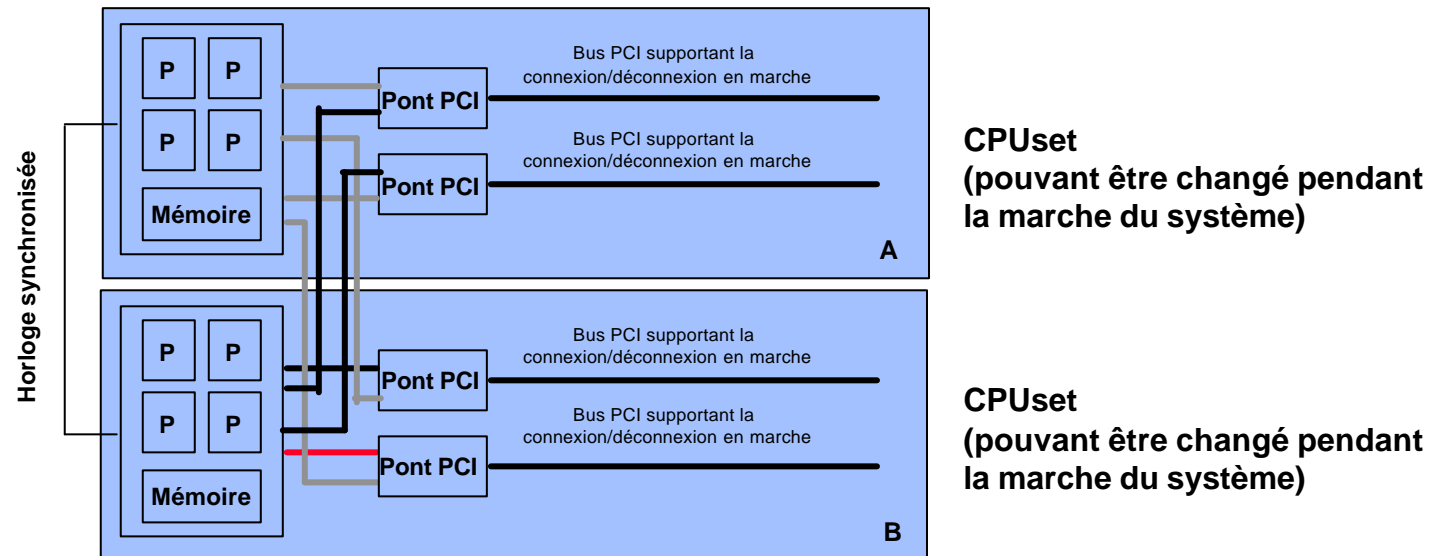 Horloge synchronisée
P P
P P
Mémoire
Pont PCI
Bus PCI supportant la
connexion/déconnexion en marche
Pont PCI
Bus PCI supportant la
connexion/déconnexion en marche
A
CPUset
(pouvant être changé pendant
la marche du système)
P P
P P
Mémoire
Pont PCI
Bus PCI supportant la
connexion/déconnexion en marche
Pont PCI
Bus PCI supportant la
connexion/déconnexion en marche
B
CPUset
(pouvant être changé pendant
la marche du système)